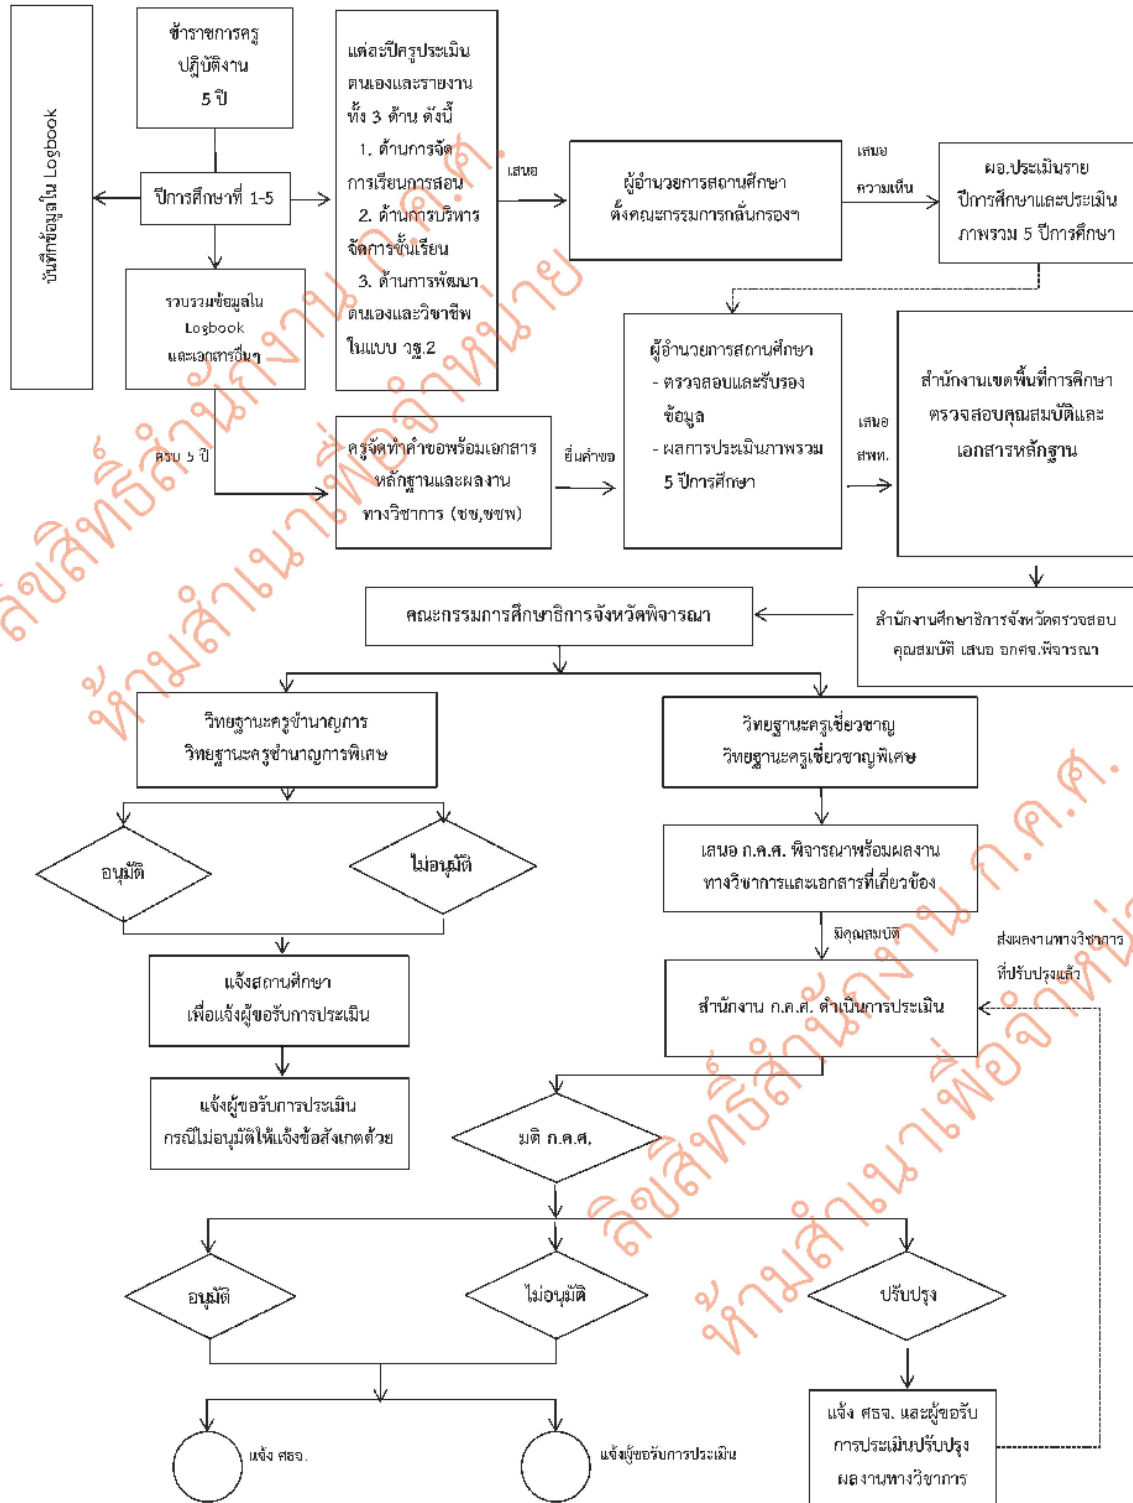 บันทึกข้อมูลใน Logbook
ข้าราชการครู
ปฏิบัติงาน
5 ปี
ปีการศึกษาที่ 1-5
รวบรวมข้อมูลใน
Logbook
และเอกสารอื่นๆ
แต่ละปีครูประเมิน
ตนเองและรายงาน
ทั้ง 3 ด้าน ดังนี้
1. ด้านการจัด
การเรียนการสอน
2. ด้านการบริหาร
จัดการชั้นเรียน
3. ด้านการพัฒนา
ตนเองและวิชาชีพ
ในแบบ วฐ.2
เสนอ
ผู้อำนวยการสถานศึกษา
ตั้งคณะกรรมการกลั่นกรองฯ
เสนอ
ความเห็น
ผอ.ประเมินราย
ปีการศึกษาและประเมิน
ภาพรวม 5 ปีการศึกษา
ครบ 5 ปี
ครูจัดทำคำขอพร้อมเอกสาร
หลักฐานและผลงาน
ทางวิชาการ (ชช,ชชพ)
ยื่นคำขอ
ผู้อำนวยการสถานศึกษา
- ตรวจสอบและรับรอง
ข้อมูล
- ผลการประเมินภาพรวม
5 ปีการศึกษา
เสนอ
สพท.
สำนักงานเขตพื้นที่การศึกษา
ตรวจสอบคุณสมบัติและ
เอกสารหลักฐาน
สำนักงานศึกษาธิการจังหวัดตรวจสอบ
คุณสมบัติ เสนอ อกศจ.พิจารณา
คณะกรรมการศึกษาธิการจังหวัดพิจารณา
วิทยฐานะครูชำนาญการ
วิทยฐานะครูชำนาญการพิเศษ
วิทยฐานะครูเชี่ยวชาญ
วิทยฐานะครูเชี่ยวชาญพิเศษ
อนุมัติ
ไม่อนุมัติ
เสนอ ก.ค.ศ. พิจารณาพร้อมผลงาน
ทางวิชาการและเอกสารที่เกี่ยวข้อง
มีคุณสมบัติ
แจ้งสถานศึกษา
เพื่อแจ้งผู้ขอรับการประเมิน
สำนักงาน ก.ค.ศ. ดำเนินการประเมิน
ส่งผลงานทางวิชาการ
ที่ปรับปรุงแล้ว
แจ้งผู้ขอรับการประเมิน
กรณีไม่อนุมัติให้แจ้งข้อสังเกตด้วย
มติ ก.ค.ศ.
อนุมัติ
ไม่อนุมัติ
ปรับปรุง
แจ้ง ศธจ.
แจ้งผู้ขอรับการประเมิน
แจ้ง ศธจ. และผู้ขอรับ
การประเมินปรับปรุง
ผลงานทางวิชาการ
ลิขสิทธิ์สำนักงาน ก.ค.ศ.
ห้ามสำเนาเพื่อจำหน่าย
ลิขสิทธิ์สำนักงาน ก.ค.ศ.
ห้ามสำเนาเพื่อจำหน่าย